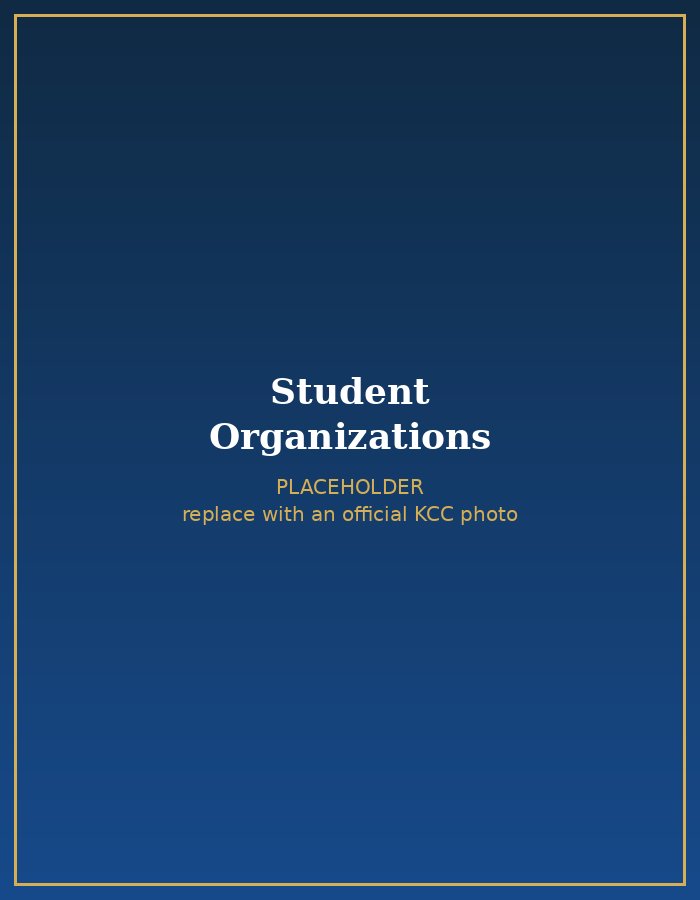 Student
Organizations
PLACEHOLDER
replace with an official KCC photo